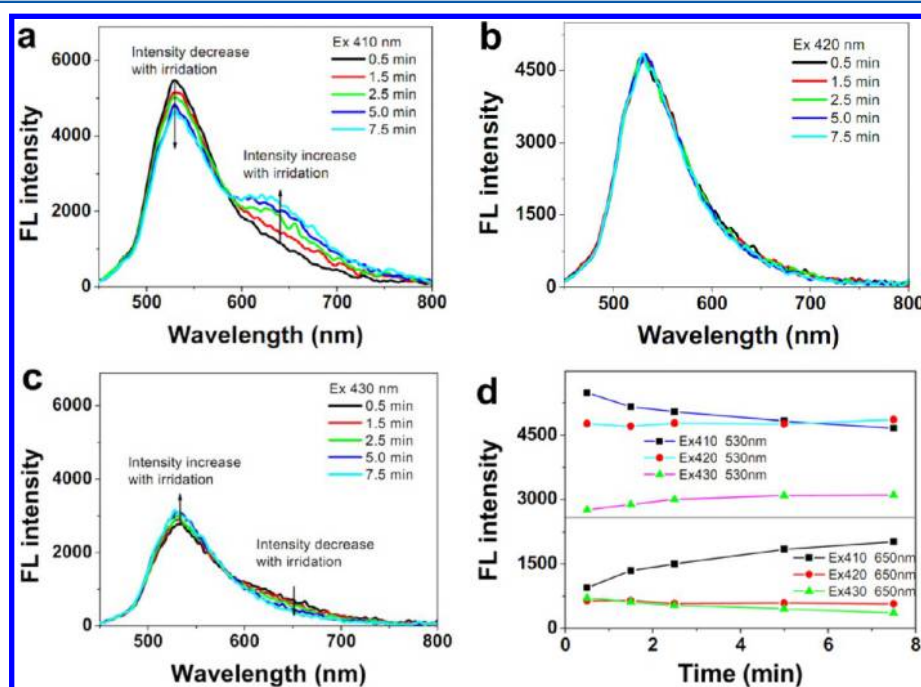 a
Ex 410 nm
0.5 min
1.5 min
2.5 min
5.0 min
7.5 min
Intensity decrease
with irridation
Intensity increase
with irridation
FL intensity
6000
4000
2000
0
500
600
700
800
Wavelength (nm)
b
Ex 420 nm
0.5 min
1.5 min
2.5 min
5.0 min
7.5 min
FL intensity
4500
3000
1500
0
500
600
700
800
Wavelength (nm)
c
Ex 430 nm
0.5 min
1.5 min
2.5 min
5.0 min
7.5 min
Intensity increase
with irridation
Intensity decrease
with irridation
FL intensity
6000
4000
2000
0
500
600
700
800
Wavelength (nm)
d
Ex410 530nm
Ex420 530nm
Ex430 530nm
Ex410 650nm
Ex420 650nm
Ex430 650nm
FL intensity
4500
3000
1500
0
0
2
4
6
8
Time (min)